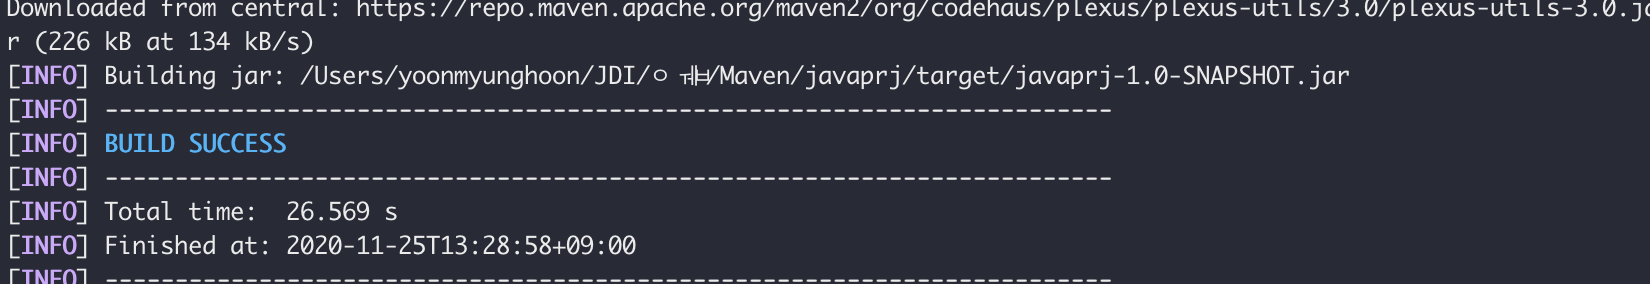 Downloaded from central: https://repo.maven.apache.org/maven2/org/codehaus/plexus/plexus-utils/3.0/plexus-utils-3.0.ja
r (226 kB at 134 kB/s)
[INFO] Building jar: /Users/yoonmyunghoon/JDI/ /Maven/javaprj/target/javaprj-1.0-SNAPSHOT.jar
[INFO] ------------------------------------------------------------------------
[INFO] BUILD SUCCESS
[INFO] ------------------------------------------------------------------------
[INFO] Total time:  26.569 s
[INFO] Finished at: 2020-11-25T13:28:58+09:00
[INFO] ------------------------------------------------------------------------